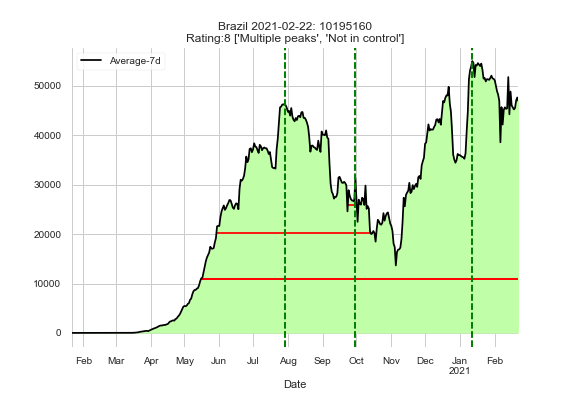 Brazil 2021-02-22: 10195160
Rating:8 ['Multiple peaks', 'Not in control']
Average-7d
50000
40000
30000
20000
10000
0
Feb Mar Apr May Jun Jul Aug Sep Oct Nov Dec Jan Feb
2021
Date